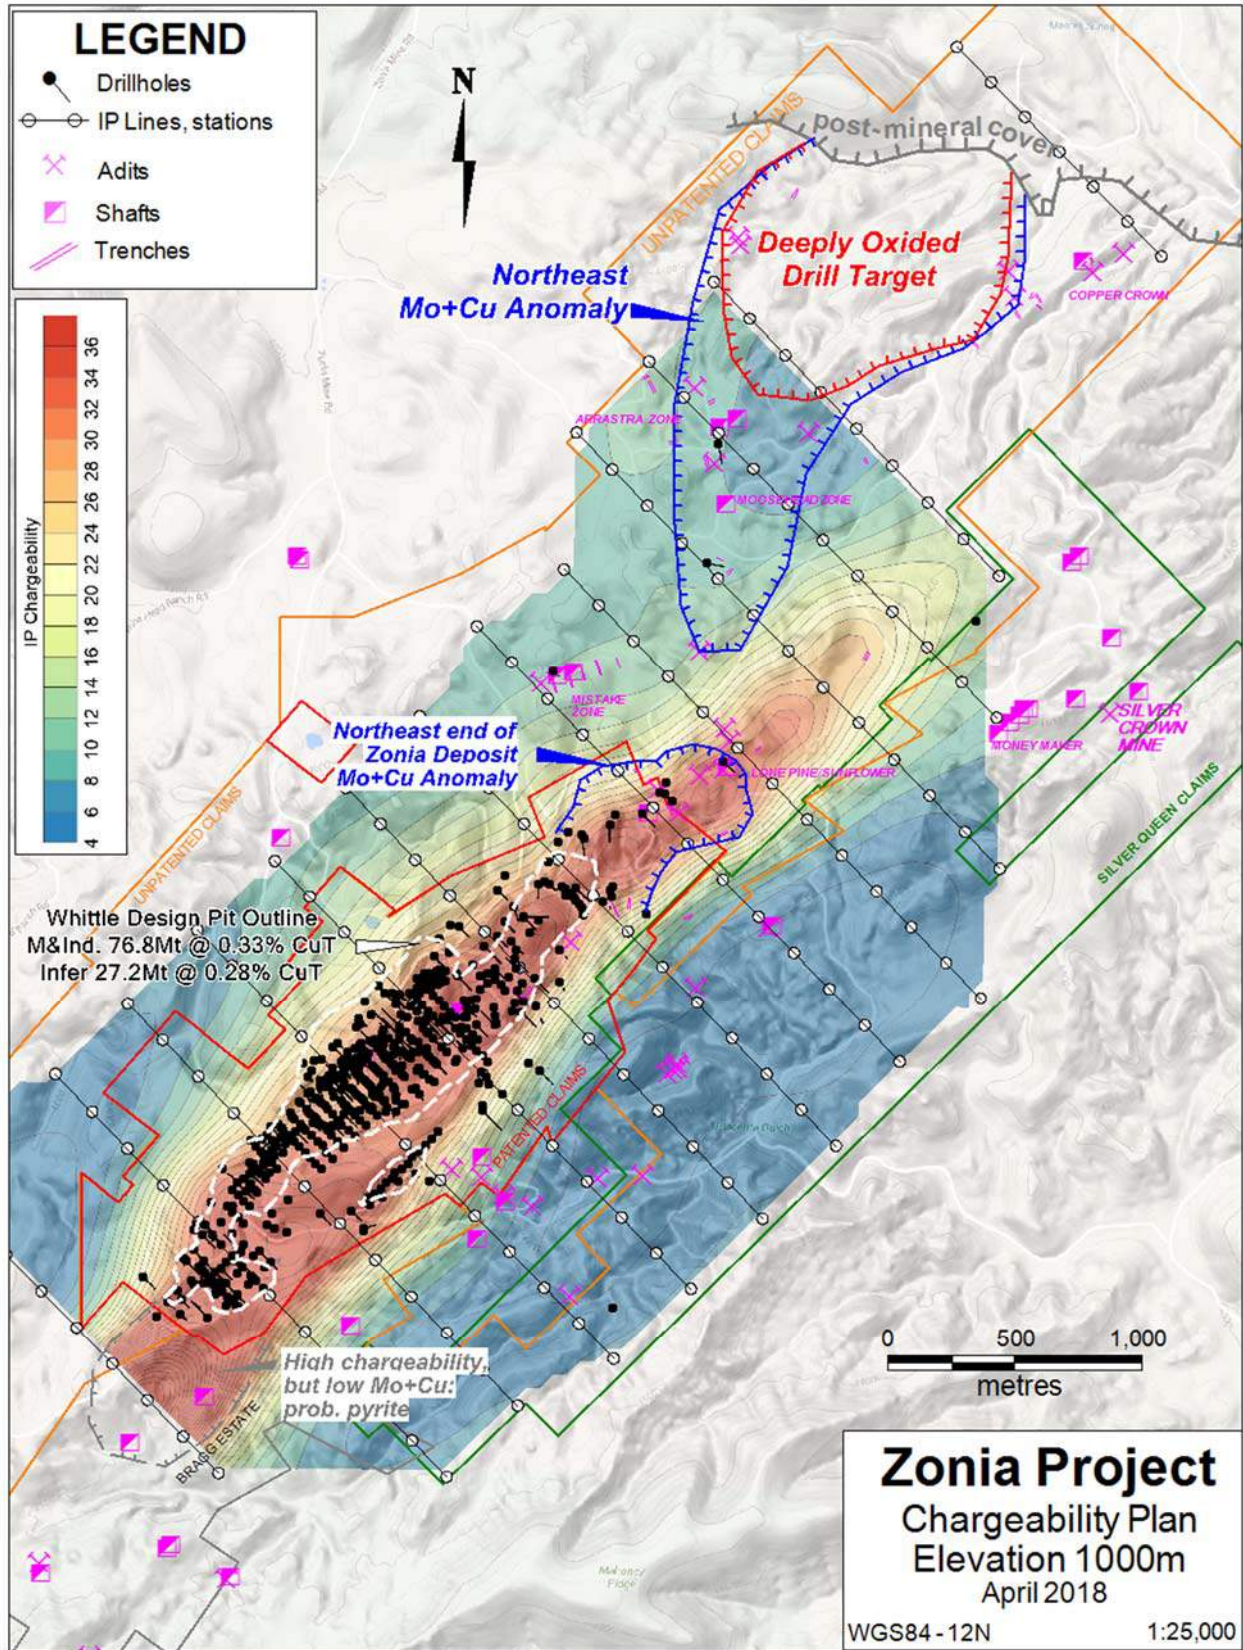 LEGEND
Drillholes
IP Lines, stations
Adits
Shafts
Trenches
N
post-mineral cover
UNPATENTED CLAIMS
Deeply Oxided
Drill Target
Northeast
Mo+Cu Anomaly
COPPER CROWN
36
34
32
30
28
26
24
22
20
18
16
14
12
10
8
6
4
IP Chargeability
ARRASTRA ZONE
MOOSEHEAD ZONE
MISTAKE
ZONE
Northeast end of
Zonia Deposit
Mo+Cu Anomaly
LONE PINE/SUNFLOWER
MONEY MAKER
SILVER
CROWN
MINE
SILVER QUEEN CLAIMS
UNPATENTED CLAIMS
Whittle Design Pit Outline
M&Ind. 76.8Mt @ 0.33% CuT
Infer 27.2Mt @ 0.28% CuT
PATENTED CLAIMS
High chargeability,
but low Mo+Cu:
prob. pyrite
BRAGG ESTATE
0 500 1,000
metres
Zonia Project
Chargeability Plan
Elevation 1000m
April 2018
WGS84 - 12N 1:25,000